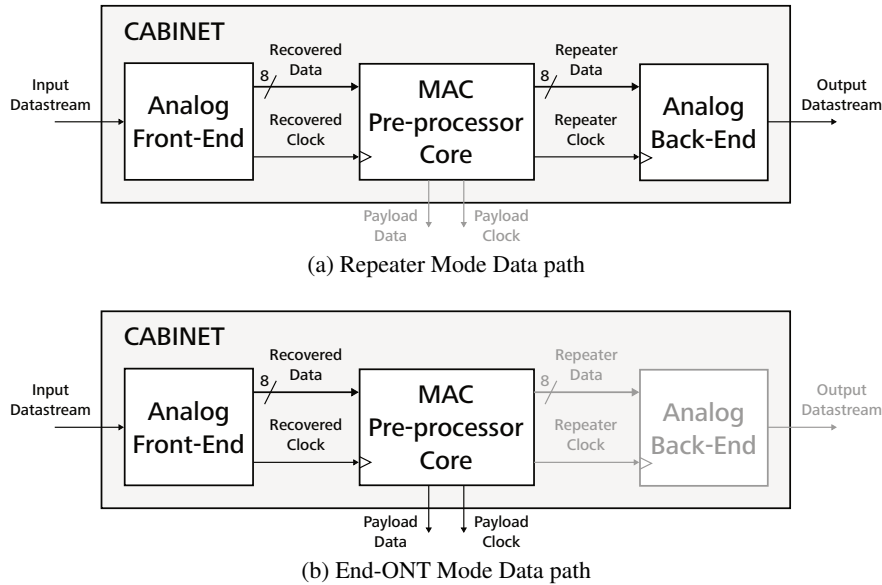 CABINET
Input
Datastream
Analog
Front-End
Recovered
Data
8
Recovered
Clock
MAC
Pre-processor
Core
Repeater
Data
8
Repeater
Clock
Analog
Back-End
Output
Datastream
Payload
Data
Payload
Clock
(a) Repeater Mode Data path
CABINET
Input
Datastream
Analog
Front-End
Recovered
Data
8
Recovered
Clock
MAC
Pre-processor
Core
Repeater
Data
8
Repeater
Clock
Analog
Back-End
Output
Datastream
Payload
Data
Payload
Clock
(b) End-ONT Mode Data path